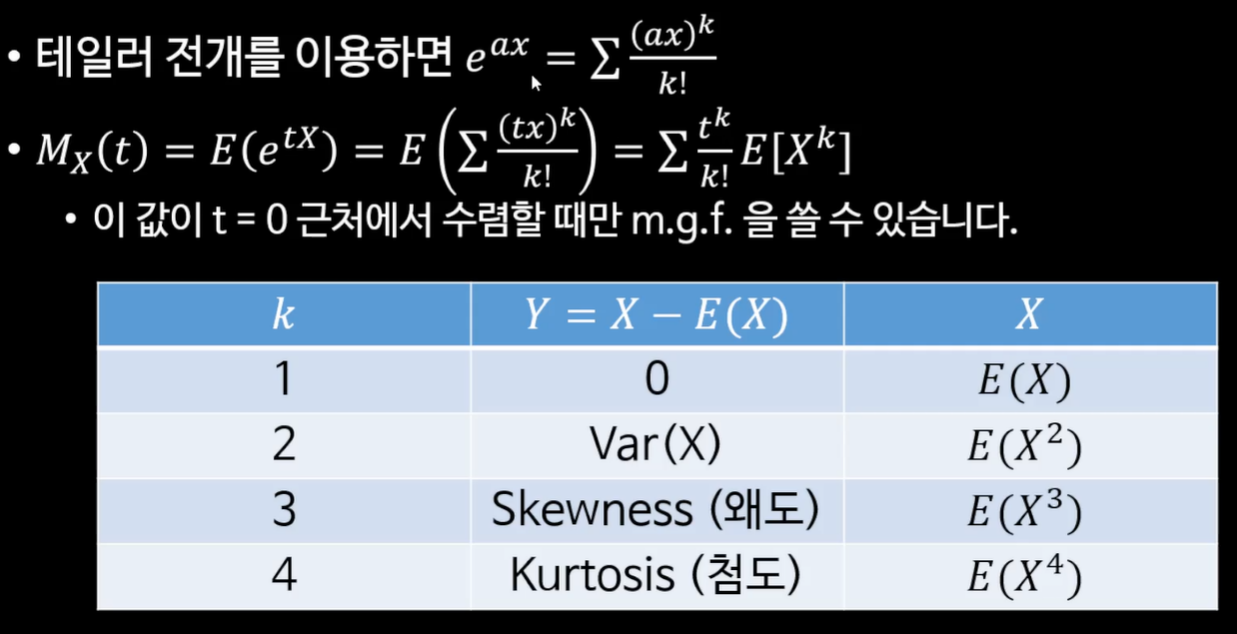 • 테일러 전개를 이용하면 $e^{ax} = \sum \frac{(ax)^k}{k!}$
• $M_X(t) = E(e^{tX}) = E\left(\sum \frac{(tx)^k}{k!}\right) = \sum \frac{t^k}{k!} E[X^k]$
• 이 값이 t = 0 근처에서 수렴할 때만 m.g.f. 을 쓸 수 있습니다.
$k$ $Y = X - E(X)$ $X$
1 0 $E(X)$
2 Var(X) $E(X^2)$
3 Skewness (왜도) $E(X^3)$
4 Kurtosis (첨도) $E(X^4)$